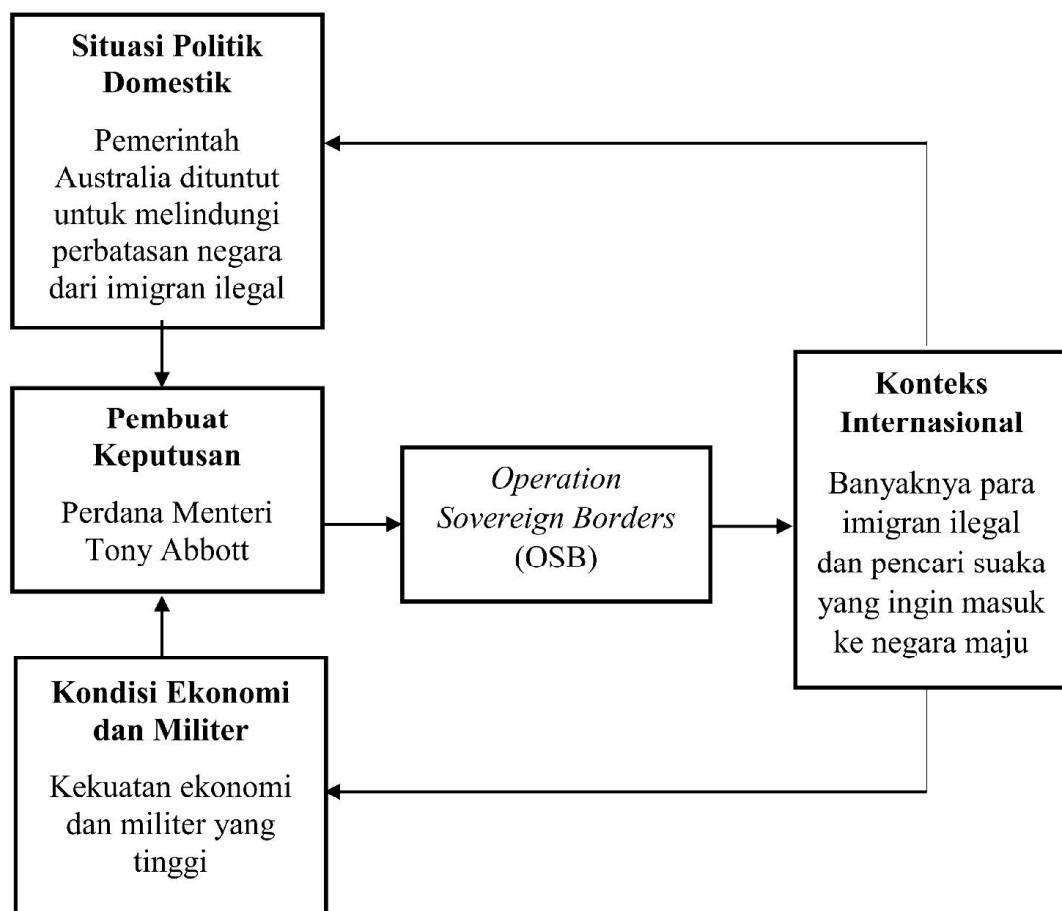 Situasi Politik
Domestik
Pemerintah
Australia dituntut
untuk melindungi
perbatasan negara
dari imigran ilegal
Pembuat
Keputusan
Perdana Menteri
Tony Abbott
Operation
Sovereign Borders
(OSB)
Konteks
Internasional
Banyaknya para
imigran ilegal
dan pencari suaka
yang ingin masuk
ke negara maju
Kondisi Ekonomi
dan Militer
Kekuatan ekonomi
dan militer yang
tinggi